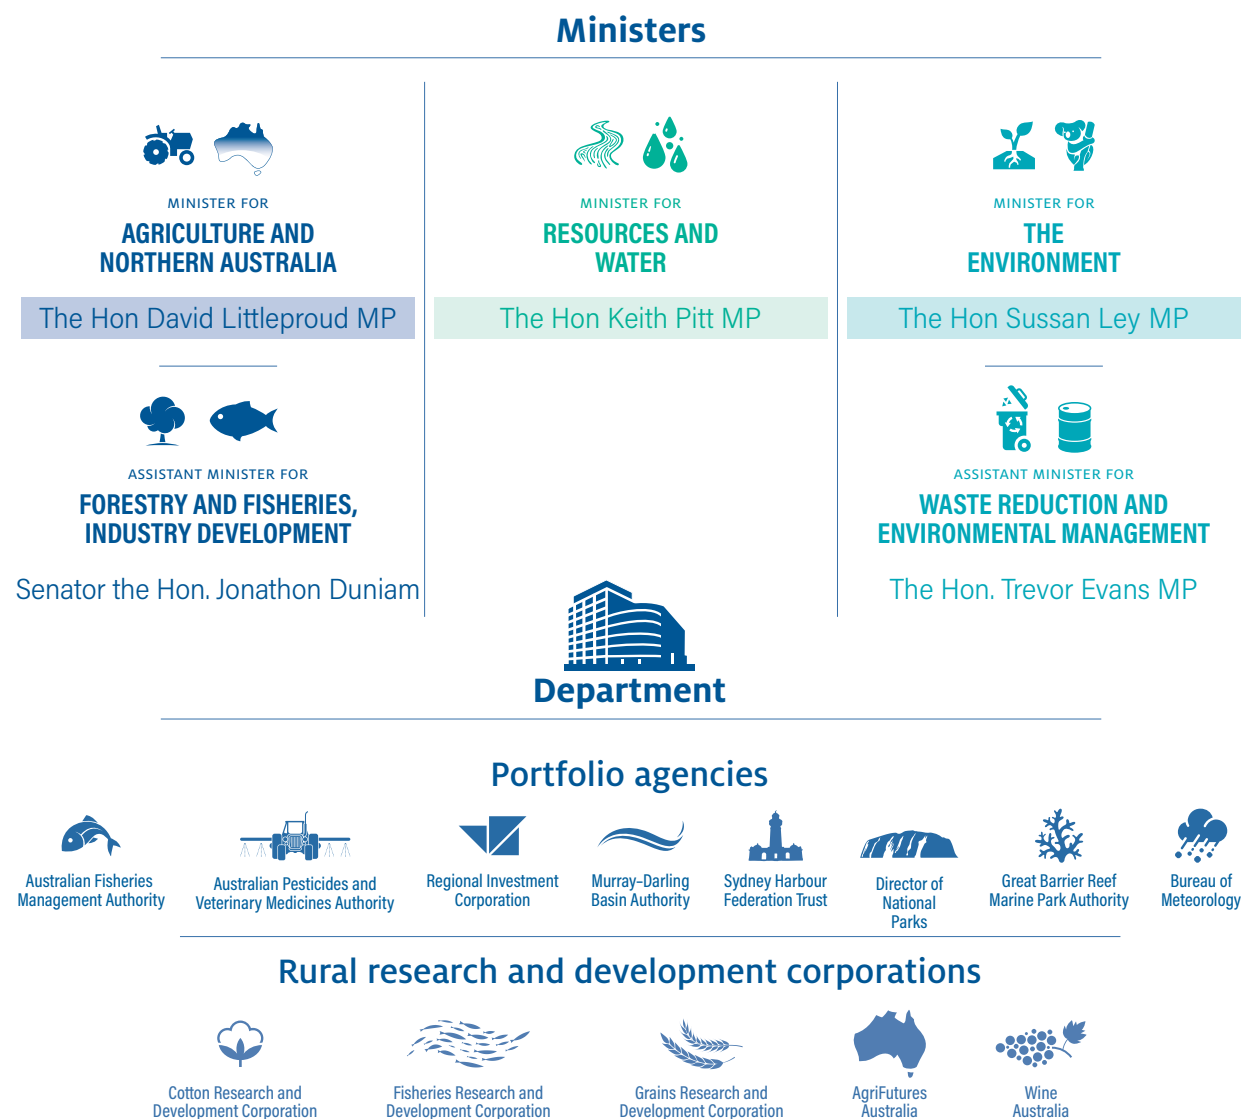 Ministers
MINISTER FOR
AGRICULTURE AND
NORTHERN AUSTRALIA
The Hon David Littleproud MP
ASSISTANT MINISTER FOR
FORESTRY AND FISHERIES,
INDUSTRY DEVELOPMENT
Senator the Hon. Jonathon Duniam
MINISTER FOR
RESOURCES AND
WATER
The Hon Keith Pitt MP
MINISTER FOR
THE
ENVIRONMENT
The Hon Sussan Ley MP
ASSISTANT MINISTER FOR
WASTE REDUCTION AND
ENVIRONMENTAL MANAGEMENT
The Hon. Trevor Evans MP
Department
Portfolio agencies
Australian Fisheries
Management Authority
Australian Pesticides and
Veterinary Medicines Authority
Regional Investment
Corporation
Murray-Darling
Basin Authority
Sydney Harbour
Federation Trust
Director of
National
Parks
Great Barrier Reef
Marine Park Authority
Bureau of
Meteorology
Rural research and development corporations
Cotton Research and
Development Corporation
Fisheries Research and
Development Corporation
Grains Research and
Development Corporation
AgriFutures
Australia
Wine
Australia